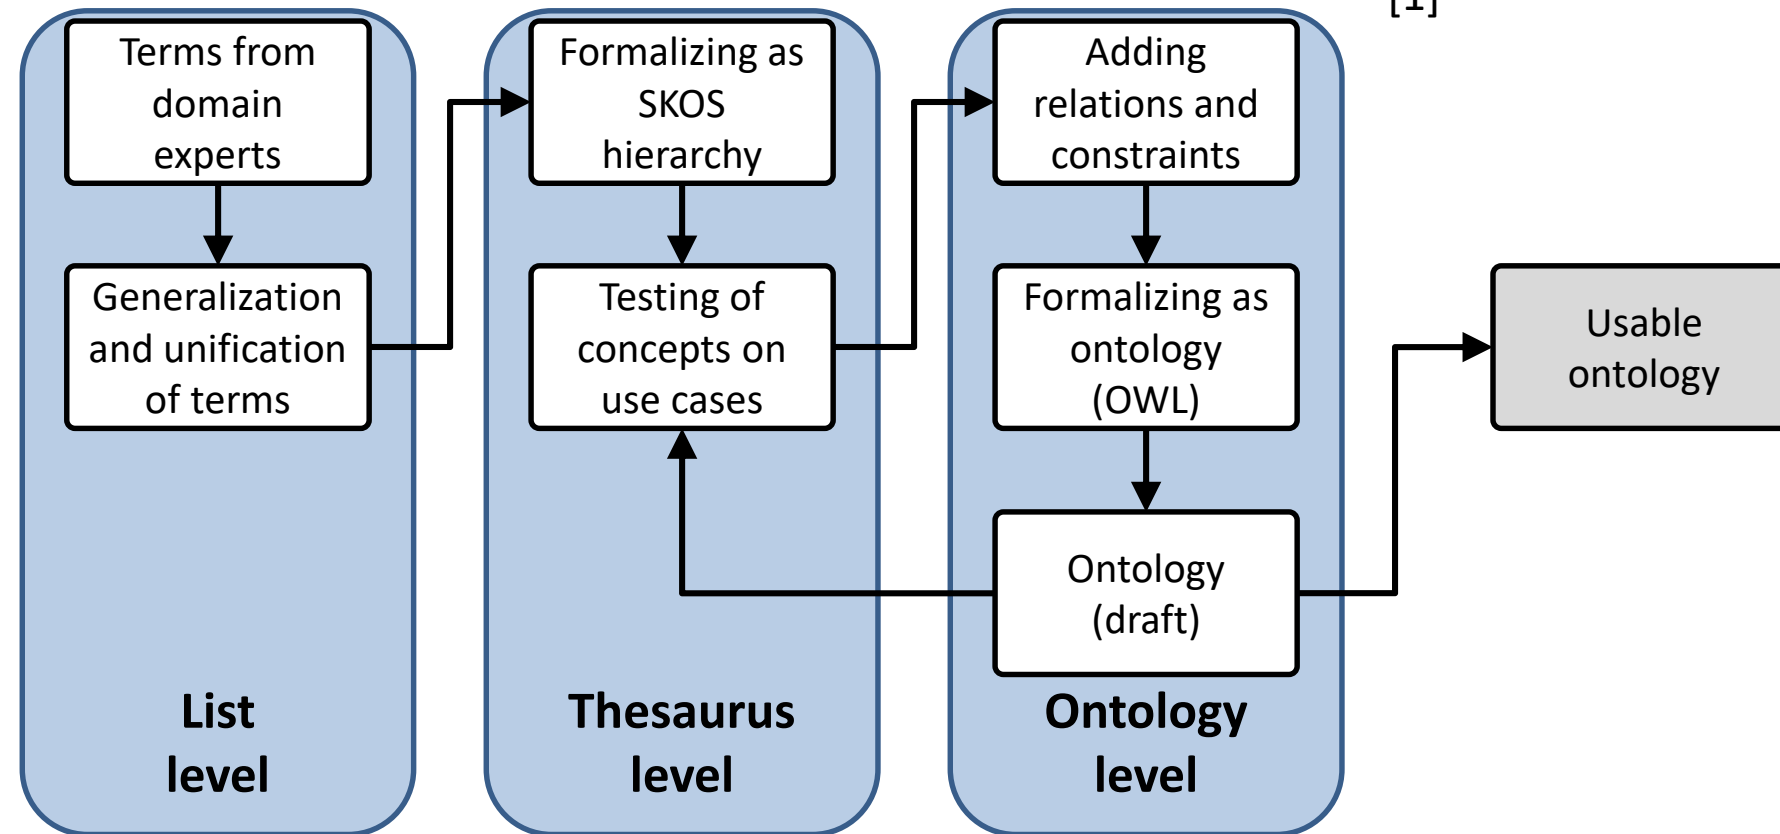 [1]
Terms from
domain
experts
Generalization
and unification
of terms
List
level
Formalizing as
SKOS
hierarchy
Testing of
concepts on
use cases
Thesaurus
level
Adding
relations and
constraints
Formalizing as
ontology
(OWL)
Ontology
(draft)
Ontology
level
Usable
ontology